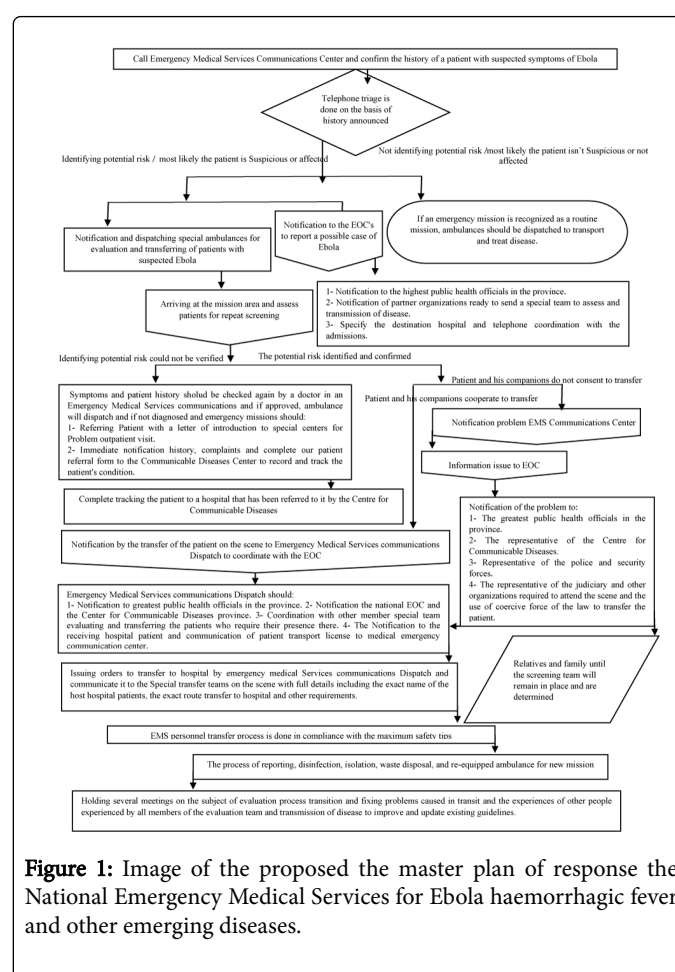 Call Emergency Medical Services Communications Center and confirm the history of a patient with suspected symptoms of Ebola
Telephone triage is
done on the basis of
history announced
Identifying potential risk / most likely the patient is Suspicious or affected
Not identifying potential risk /most likely the patient isn't Suspicious or not
affected
Notification and dispatching special ambulances for
evaluation and transferring of patients with
suspected Ebola
Notification to the EOC's
to report a possible case of
Ebola
If an emergency mission is recognized as a routine
mission, ambulances should be dispatched to transport
and treat disease.
Arriving at the mission area and assess
patients for repeat screening
1- Notification to the highest public health officials in the province.
2- Notification of partner organizations ready to send a special team to assess and
transmission of disease.
3- Specify the destination hospital and telephone coordination with the
admissions.
Identifying potential risk could not be verified
The potential risk identified and confirmed
Patient and his companions do not consent to transfer
Patient and his companions cooperate to transfer
Symptoms and patient history sholud be checked again by a doctor in an
Emergency Medical Services communications and if approved, ambulance
will dispatch and if not diagnosed and emergency missions should:
1- Referring Patient with a letter of introduction to special centers for
Problem outpatient visit.
2- Immediate notification history, complaints and complete our patient
referral form to the Communicable Diseases Center to record and track the
patient's condition.
Notification problem EMS Communications Center
Information issue to EOC
Complete tracking the patient to a hospital that has been referred to it by the Centre for
Communicable Diseases
Notification of the problem to:
1- The greatest public health officials in the
province.
2- The representative of the Centre for
Communicable Diseases.
3- Representative of the police and security
forces.
4- The representative of the judiciary and other
organizations required to attend the scene and the
use of coercive force of the law to transfer the
patient.
Notification by the transfer of the patient on the scene to Emergency Medical Services communications
Dispatch to coordinate with the EOC
Emergency Medical Services communications Dispatch should:
1- Notification to greatest public health officials in the province. 2- Notification the national EOC and
the Center for Communicable Diseases province. 3- Coordination with other member special team
evaluating and transferring the patients who require their presence there. 4- The Notification to the
receiving hospital patient and communication of patient transport license to medical emergency
communication center.
Relatives and family until
the screening team will
remain in place and are
determined
Issuing orders to transfer to hospital by emergency medical Services communications Dispatch and
communicate it to the Special transfer teams on the scene with full details including the exact name of the
host hospital patients, the exact route transfer to hospital and other requirements.
EMS personnel transfer process is done in compliance with the maximum safety tips
The process of reporting, disinfection, isolation, waste disposal, and re-equipped ambulance for new mission
Holding several meetings on the subject of evaluation process transition and fixing problems caused in transit and the experiences of other people
experienced by all members of the evaluation team and transmission of disease to improve and update existing guidelines.
Figure 1: Image of the proposed the master plan of response the
National Emergency Medical Services for Ebola haemorrhagic fever
and other emerging diseases.